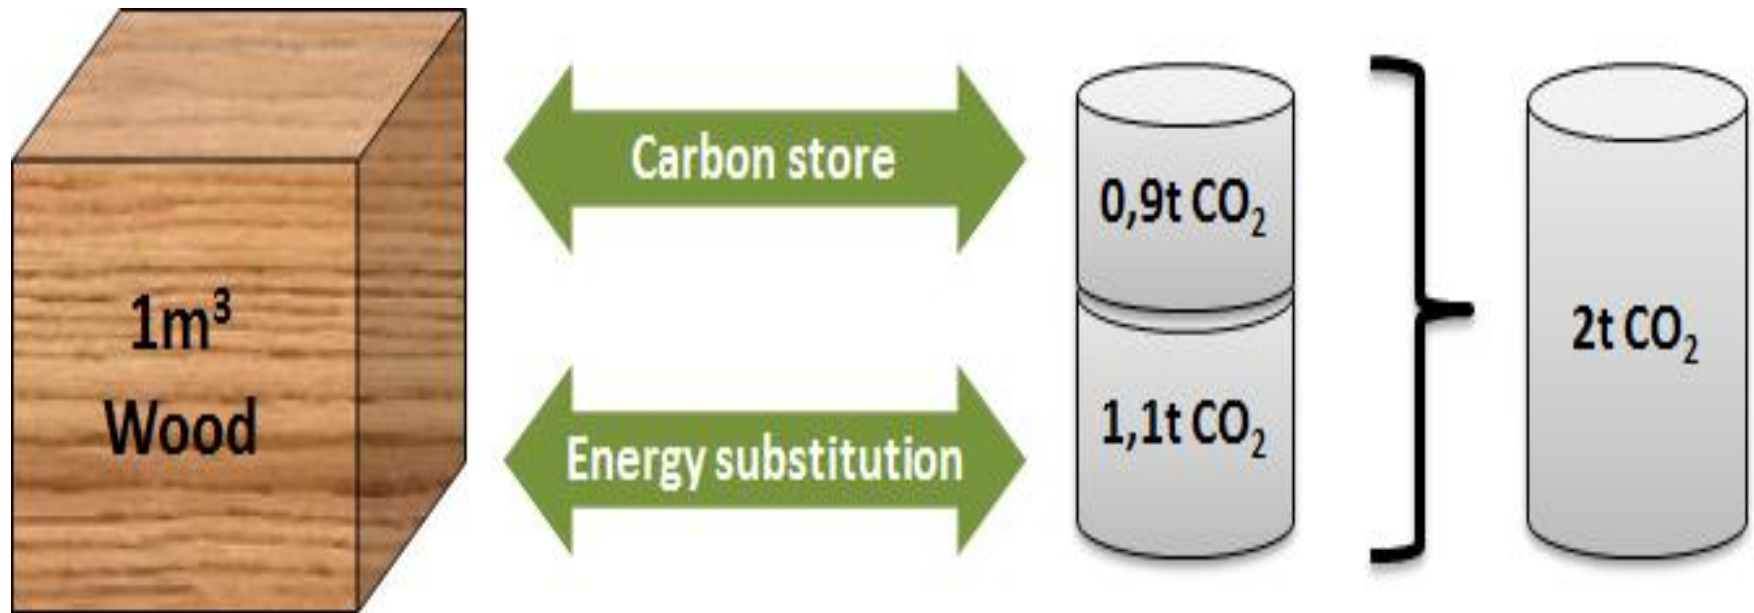 1m³
Wood
Carbon store
Energy substitution
0,9t CO₂
1,1t CO₂
2t CO₂